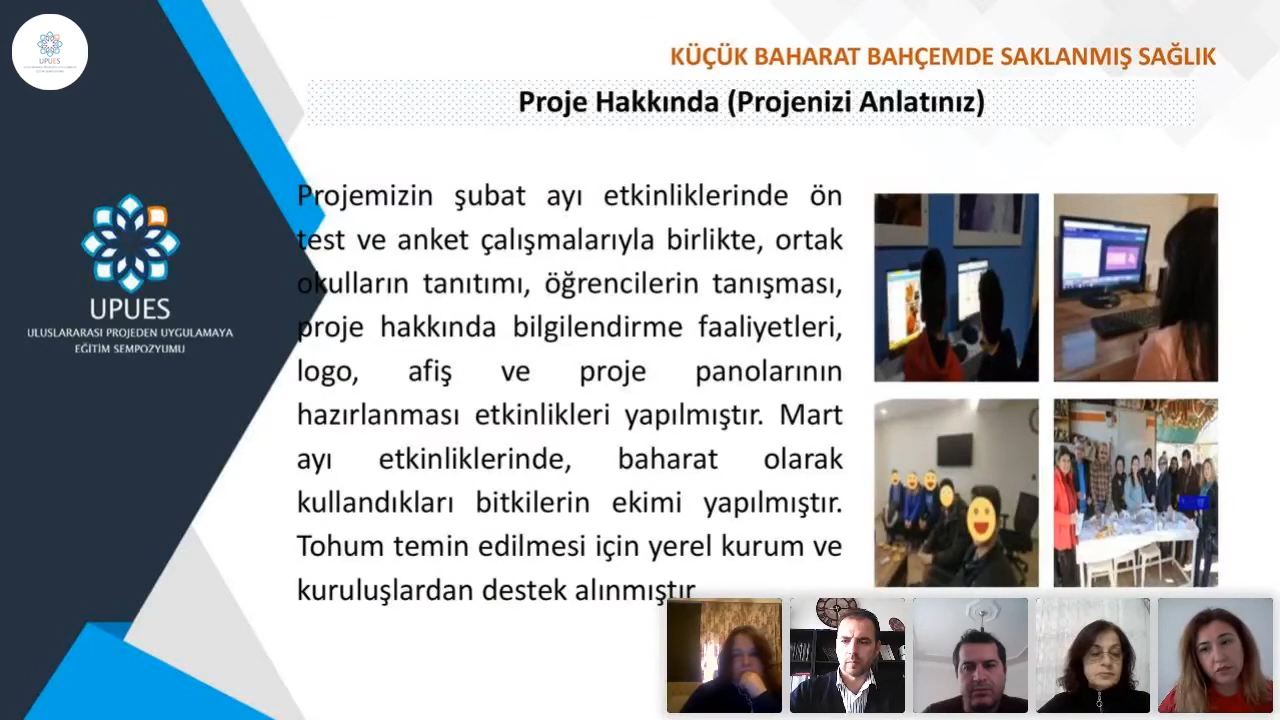 UPUES
KÜÇÜK BAHARAT BAHÇEMDE SAKLANMIŞ SAĞLIK
Proje Hakkında (Projenizi Anlatınız)
Projemizin şubat ayı etkinliklerinde ön
test ve anket çalışmalarıyla birlikte, ortak
okulların tanıtımı, öğrencilerin tanışması,
proje hakkında bilgilendirme faaliyetleri,
logo, afiş ve proje panolarının
hazırlanması etkinlikleri yapılmıştır. Mart
ayı etkinliklerinde, baharat olarak
kullandıkları bitkilerin ekimi yapılmıştır.
Tohum temin edilmesi için yerel kurum ve
kuruluşlardan destek alınmıştır
UPUES
ULUSLARARASI PROJEDEN UYGULAMAYA
EĞİTİM SEMPOZYUMU